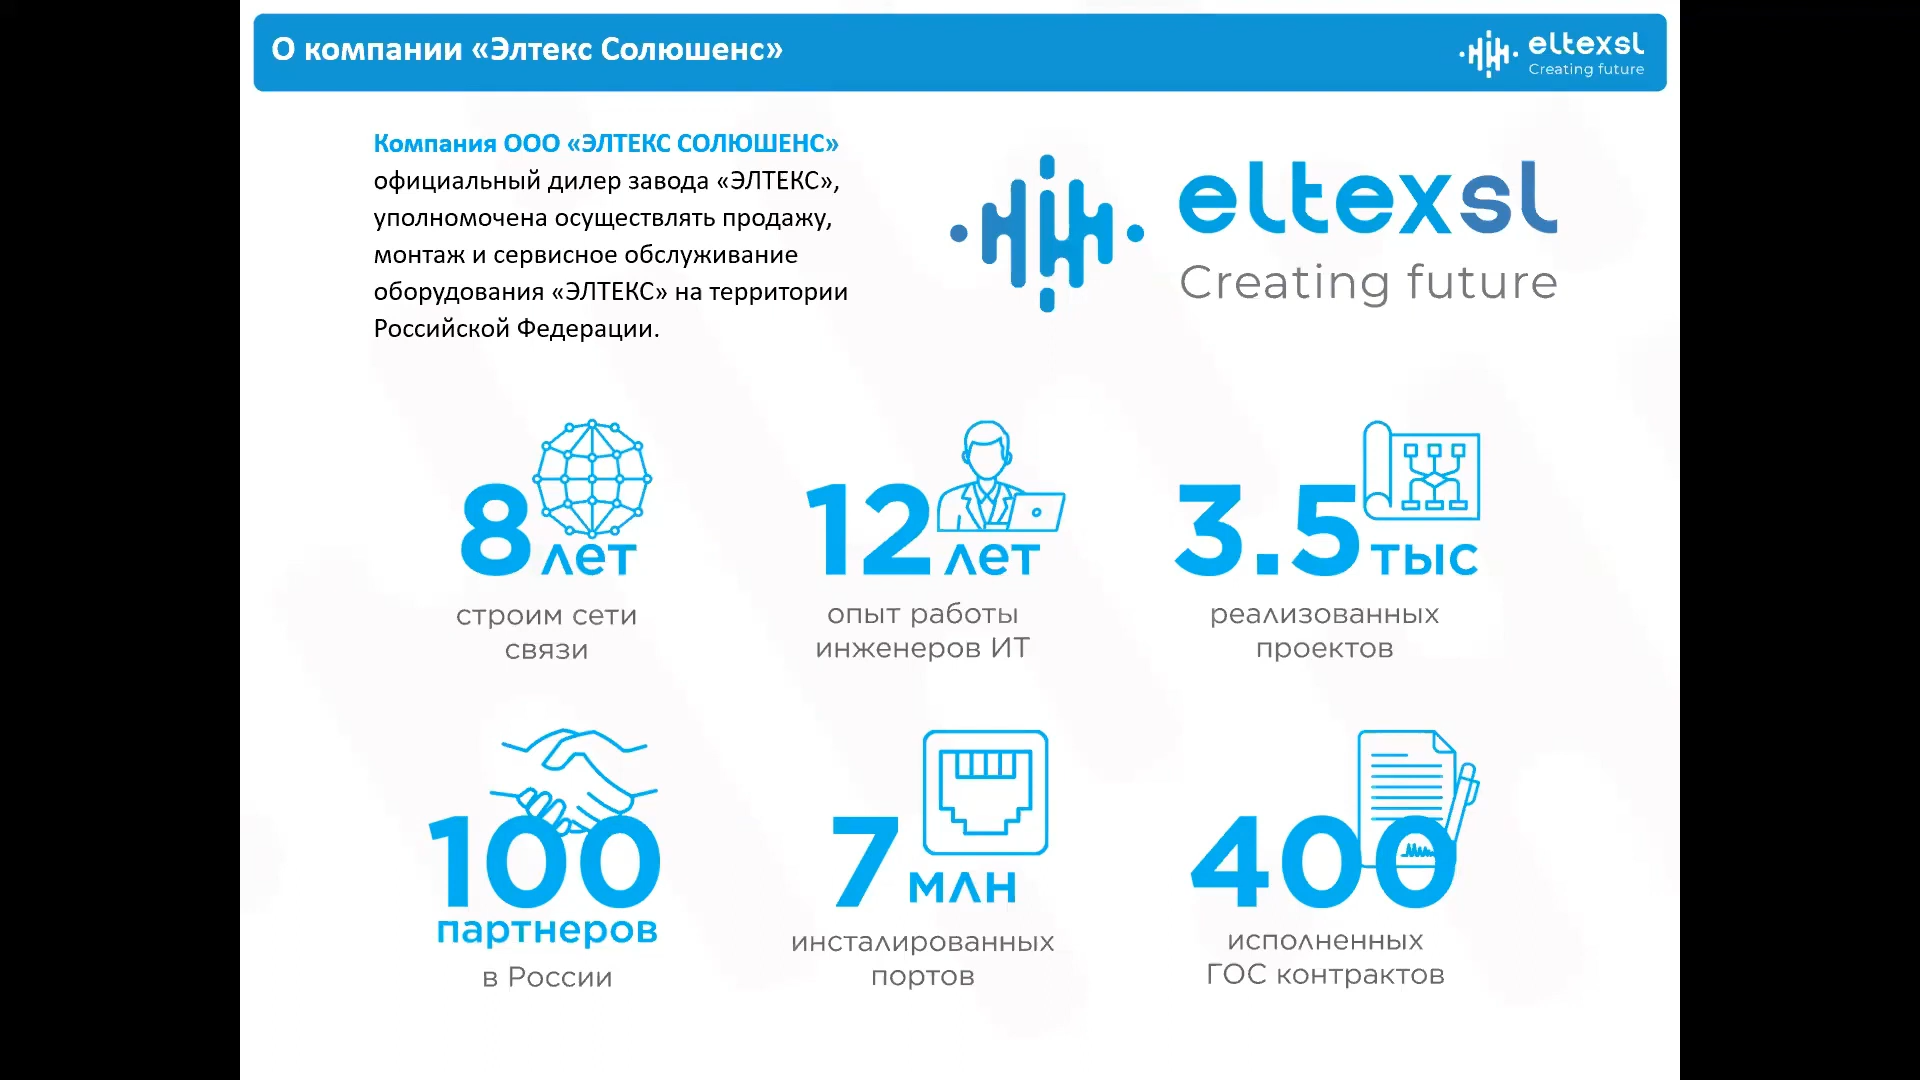 О компании «Элтекс Солюшенс»
eltexsl
Creating future
Компания ООО «ЭЛТЕКС СОЛЮШЕНС»
официальный дилер завода «ЭЛТЕКС»,
уполномочена осуществлять продажу,
монтаж и сервисное обслуживание
оборудования «ЭЛТЕКС» на территории
Российской Федерации.
eltexsl
Creating future
8 лет
строим сети
связи
12 лет
опыт работы
инженеров ИТ
3.5 тыс
реализованных
проектов
100
партнеров
в России
7 млн
инсталированных
портов
400
исполненных
ГОС контрактов